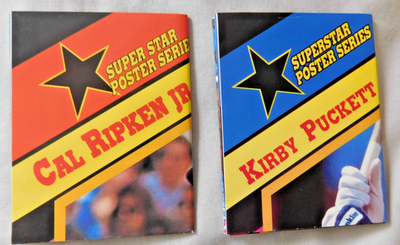 SUPER STAR
POSTER SERIES
CAL RIPKEN JR
SUPERSTAR
POSTER SERIES
KIRBY PUCKETT